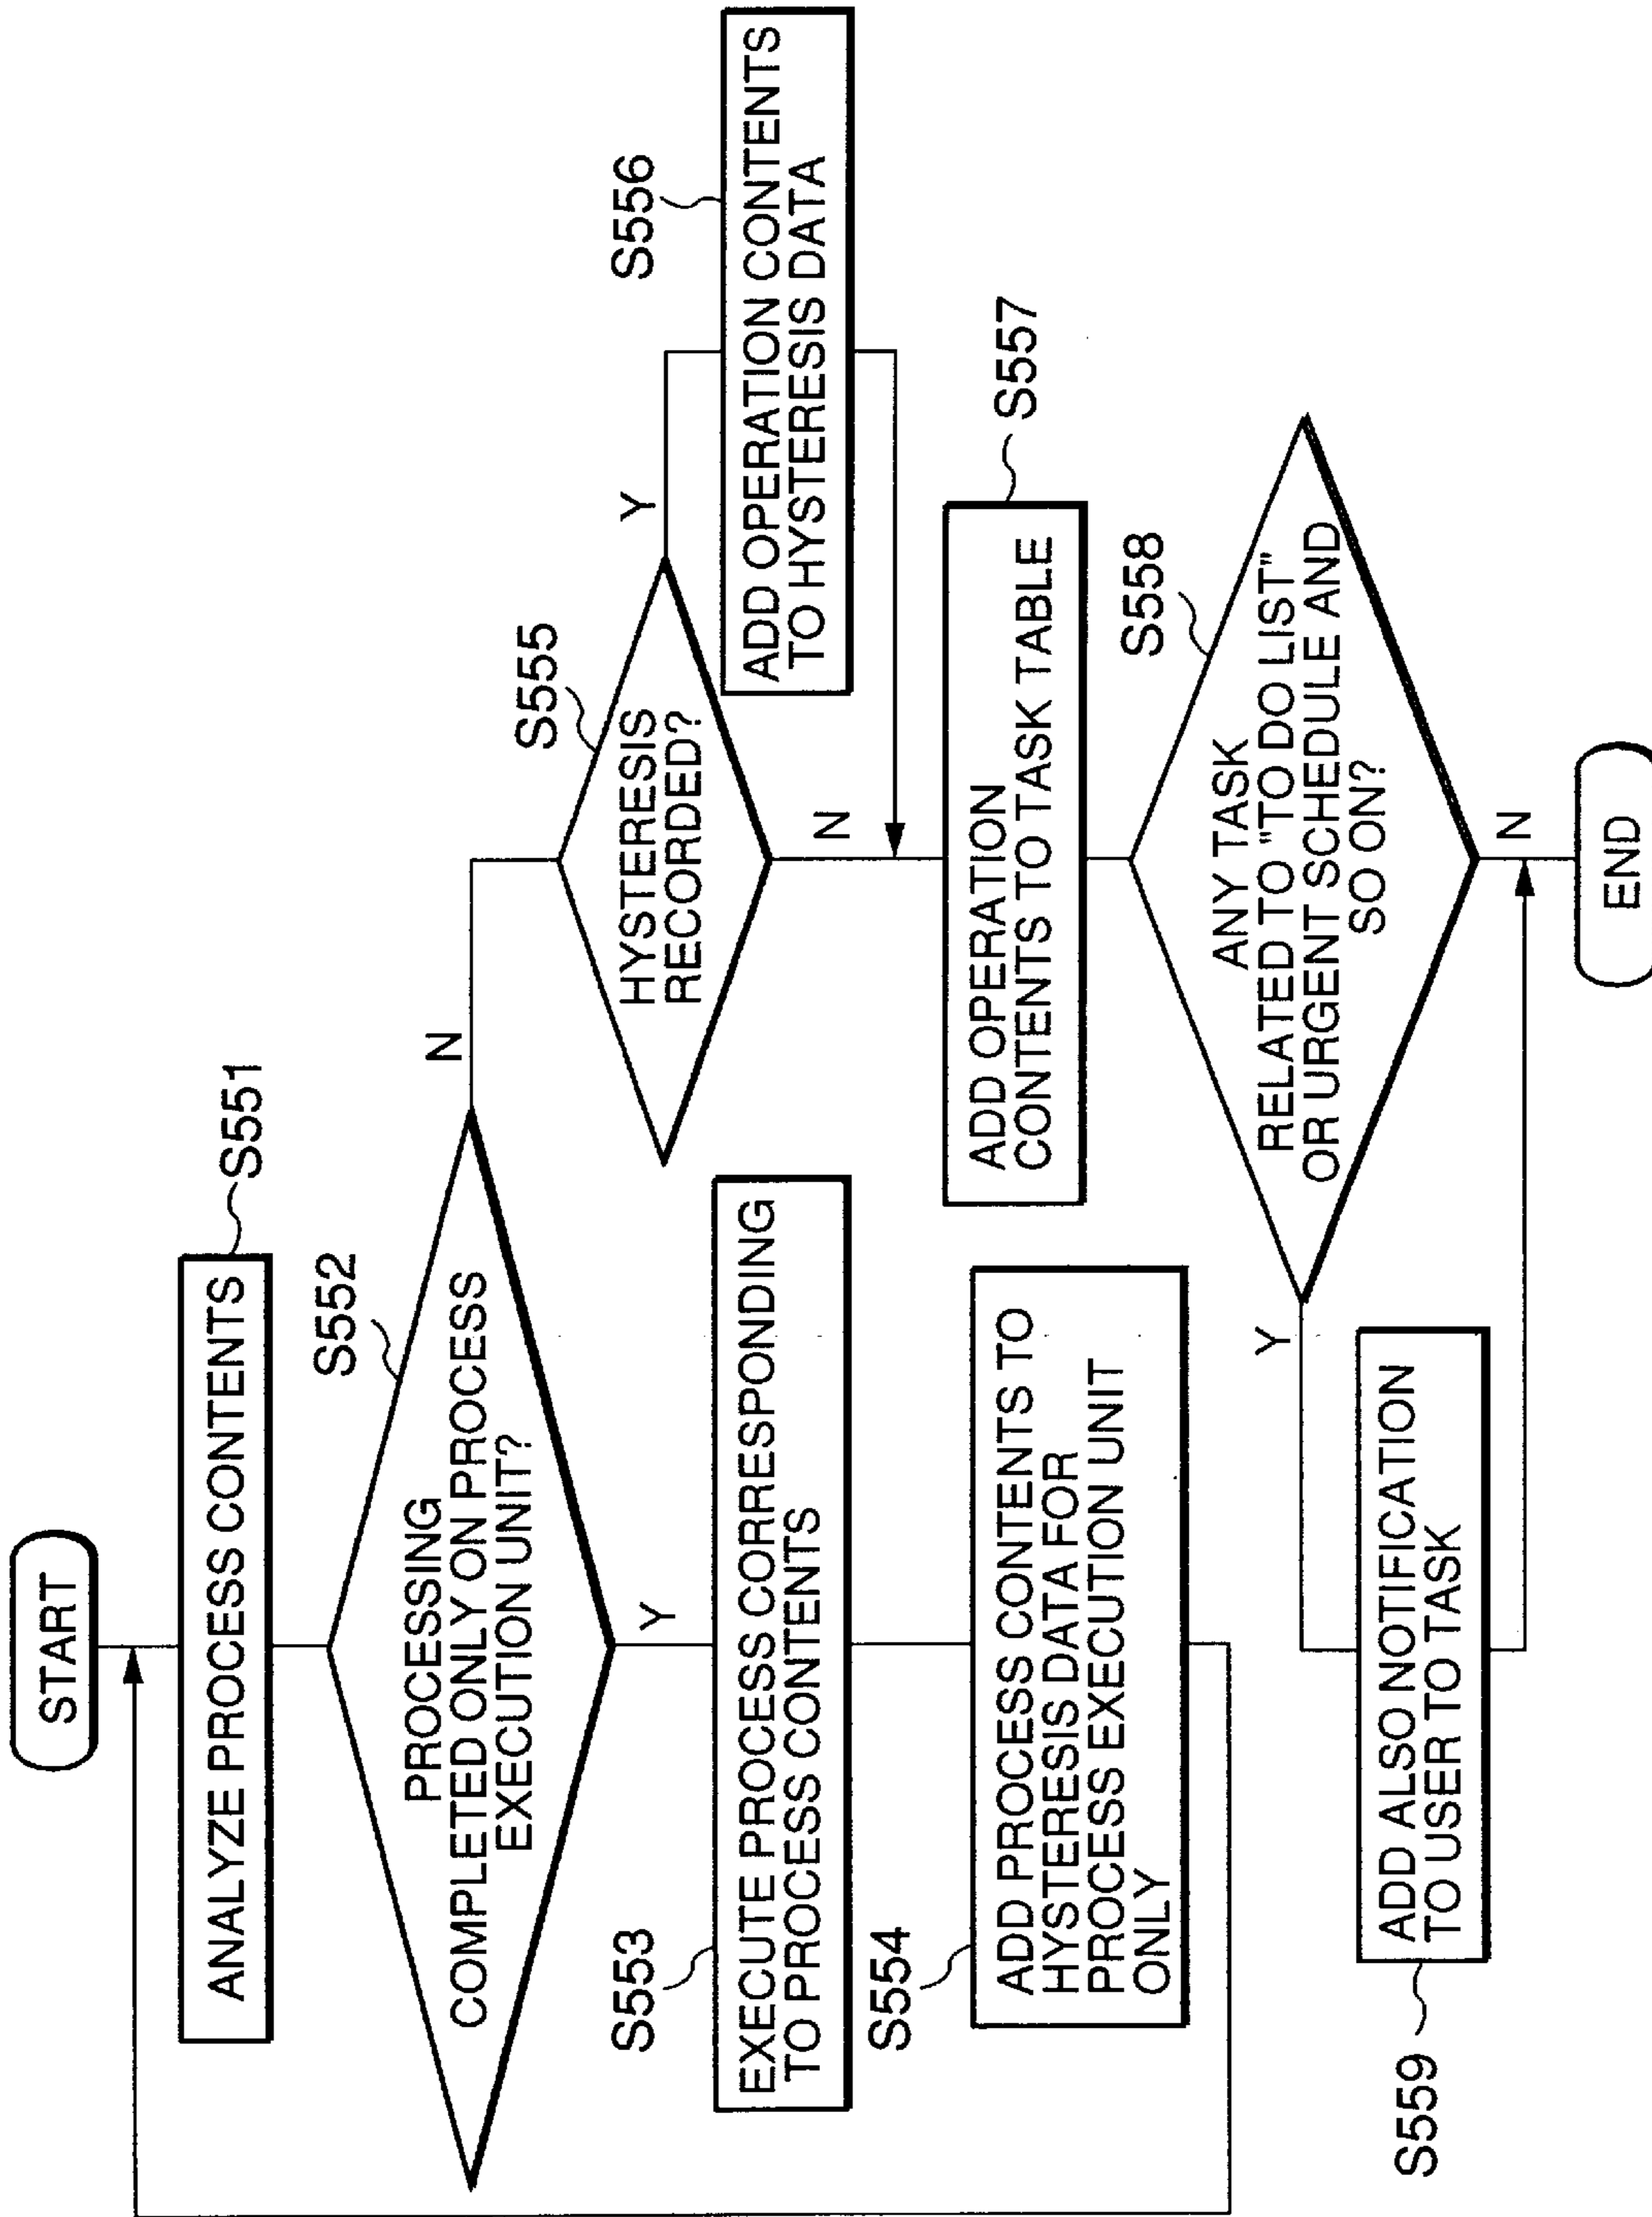 START
ANALYZE PROCESS CONTENTS
S551
PROCESSING
COMPLETED ONLY ON PROCESS
EXECUTION UNIT?
S552
N
Y
S553
EXECUTE PROCESS CORRESPONDING
TO PROCESS CONTENTS
S554
ADD PROCESS CONTENTS TO
HYSTERESIS DATA FOR
PROCESS EXECUTION UNIT
ONLY
S555
HYSTERESIS
RECORDED?
Y
N
S556
ADD OPERATION CONTENTS
TO HYSTERESIS DATA
S557
ADD OPERATION
CONTENTS TO TASK TABLE
S558
ANY TASK
RELATED TO "TO DO LIST"
OR URGENT SCHEDULE AND
SO ON?
Y
N
S559
ADD ALSO NOTIFICATION
TO USER TO TASK
END